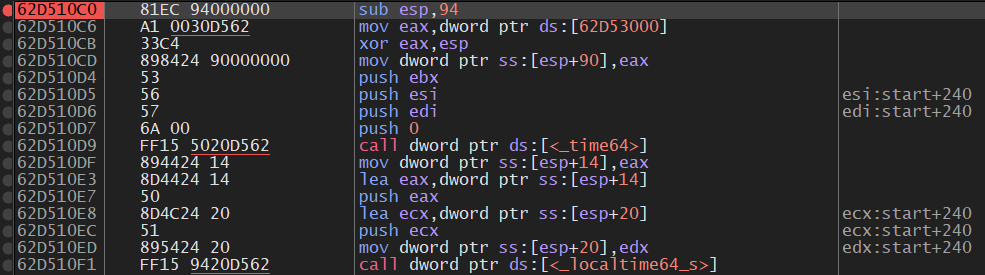 62D510C0 81EC 94000000 sub esp,94
62D510C6 A1 0030D562 mov eax,dword ptr ds:[62D53000]
62D510CB 33C4 xor eax,esp
62D510CD 898424 90000000 mov dword ptr ss:[esp+90],eax
62D510D4 53 push ebx
62D510D5 56 push esi esi:start+240
62D510D6 57 push edi edi:start+240
62D510D7 6A 00 push 0
62D510D9 FF15 5020D562 call dword ptr ds:[<_time64>]
62D510DF 894424 14 mov dword ptr ss:[esp+14],eax
62D510E3 8D4424 14 lea eax,dword ptr ss:[esp+14]
62D510E7 50 push eax
62D510E8 8D4C24 20 lea ecx,dword ptr ss:[esp+20] ecx:start+240
62D510EC 51 push ecx ecx:start+240
62D510ED 895424 20 mov dword ptr ss:[esp+20],edx edx:start+240
62D510F1 FF15 9420D562 call dword ptr ds:[<_localtime64_s>]